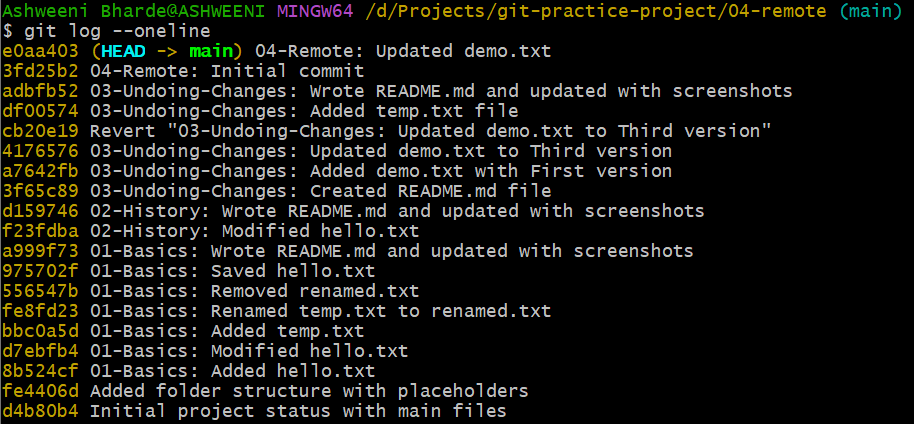 Ashweeni Bharde@ASHWEENI MINGW64 /d/Projects/git-practice-project/04-remote (main)
$ git log --oneline
e0aa403 (HEAD -> main) 04-Remote: Updated demo.txt
3fd25b2 04-Remote: Initial commit
adbfb52 03-Undoing-Changes: Wrote README.md and updated with screenshots
df00574 03-Undoing-Changes: Added temp.txt file
cb20e19 Revert "03-Undoing-Changes: Updated demo.txt to Third version"
4176576 03-Undoing-Changes: Updated demo.txt to Third version
a7642fb 03-Undoing-Changes: Added demo.txt with First version
3f65c89 03-Undoing-Changes: Created README.md file
d159746 02-History: Wrote README.md and updated with screenshots
f23fdba 02-History: Modified hello.txt
a999f73 01-Basics: Wrote README.md and updated with screenshots
975702f 01-Basics: Saved hello.txt
556547b 01-Basics: Removed renamed.txt
fe8fd23 01-Basics: Renamed temp.txt to renamed.txt
bbc0a5d 01-Basics: Added temp.txt
d7ebfb4 01-Basics: Modified hello.txt
8b524cf 01-Basics: Added hello.txt
fe4406d Added folder structure with placeholders
d4b80b4 Initial project status with main files